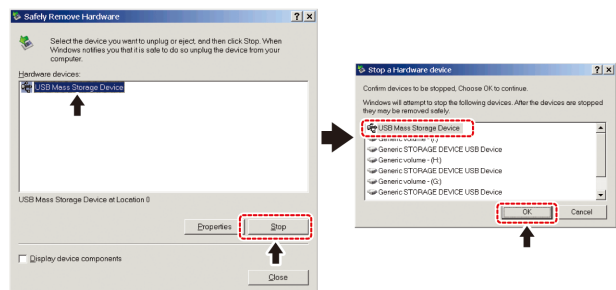 Safely Remove Hardware
Select the device you want to unplug or eject, and then click Stop. When
Windows notifies you that it is safe to do so unplug the device from your
computer.
Hardware devices:
USB Mass Storage Device
USB Mass Storage Device at Location 0
Properties
Stop
Display device components
Close
Stop a Hardware device
Confirm devices to be stopped, Choose OK to continue.
Windows will attempt to stop the following devices. After the devices are stopped
they may be removed safely.
USB Mass Storage Device
Generic volume - (I:)
Generic STORAGE DEVICE USB Device
Generic volume - (H:)
Generic STORAGE DEVICE USB Device
Generic volume - (G:)
Generic STORAGE DEVICE USB Device
OK
Cancel